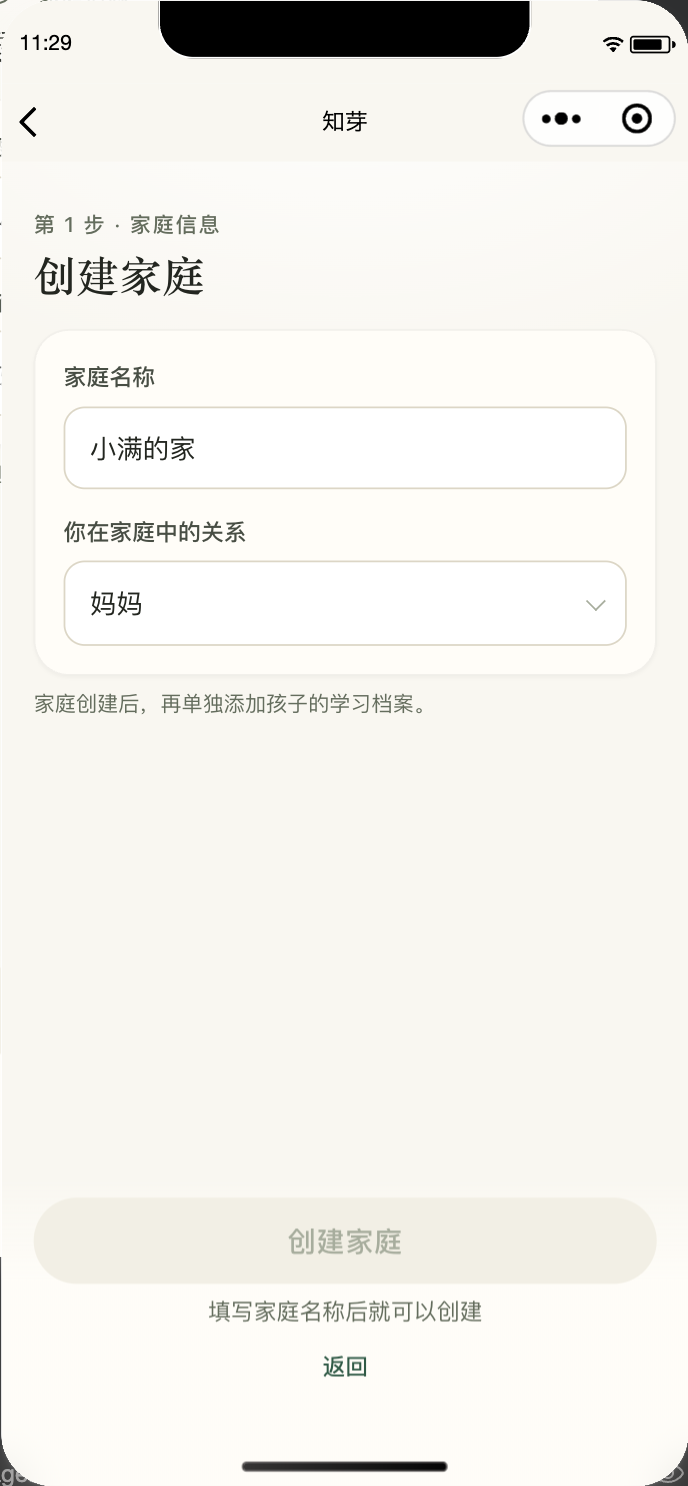 11:29
知芽
第 1 步 · 家庭信息
创建家庭
家庭名称
小满的家
你在家庭中的关系
妈妈
家庭创建后，再单独添加孩子的学习档案。
创建家庭
填写家庭名称后就可以创建
返回